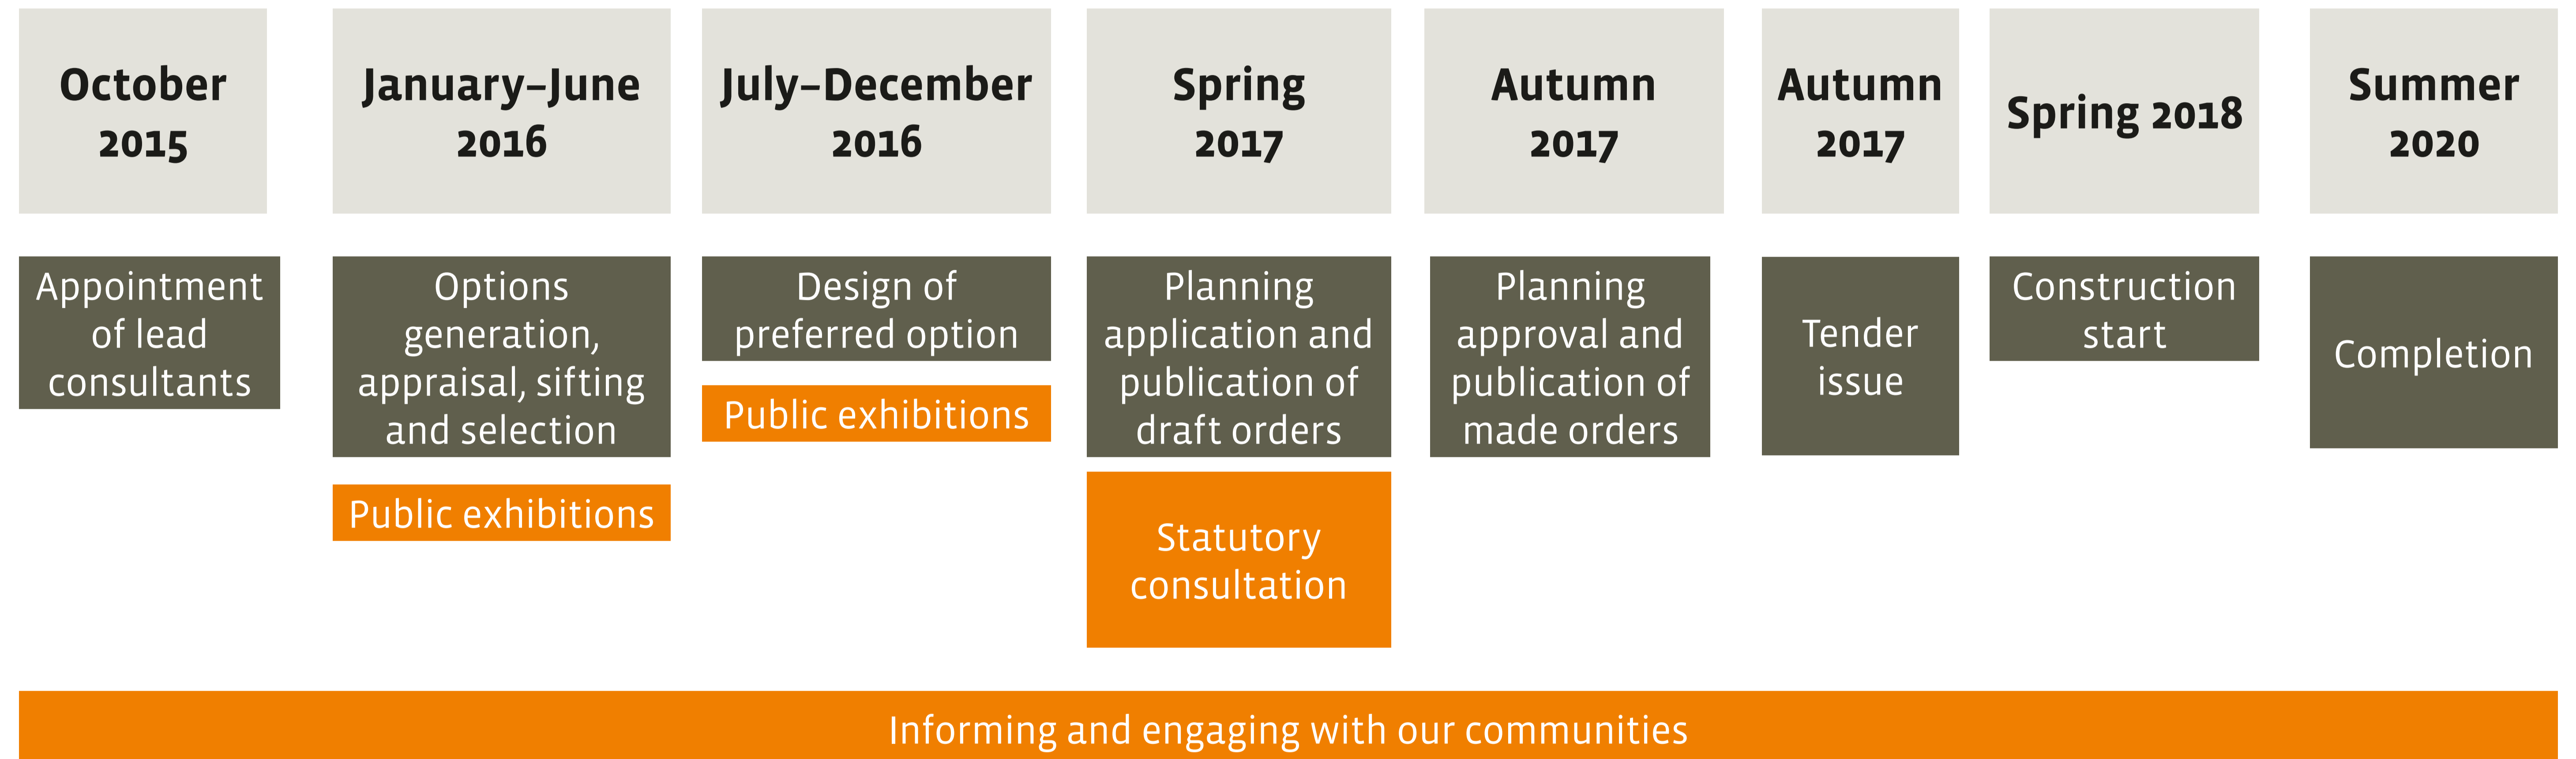 October
2015
January–June
2016
July–December
2016
Spring
2017
Autumn
2017
Autumn
2017
Spring 2018
Summer
2020
Appointment
of lead
consultants
Options
generation,
appraisal, sifting
and selection
Public exhibitions
Design of
preferred option
Public exhibitions
Planning
application and
publication of
draft orders
Statutory
consultation
Planning
approval and
publication of
made orders
Tender
issue
Construction
start
Completion
Informing and engaging with our communities